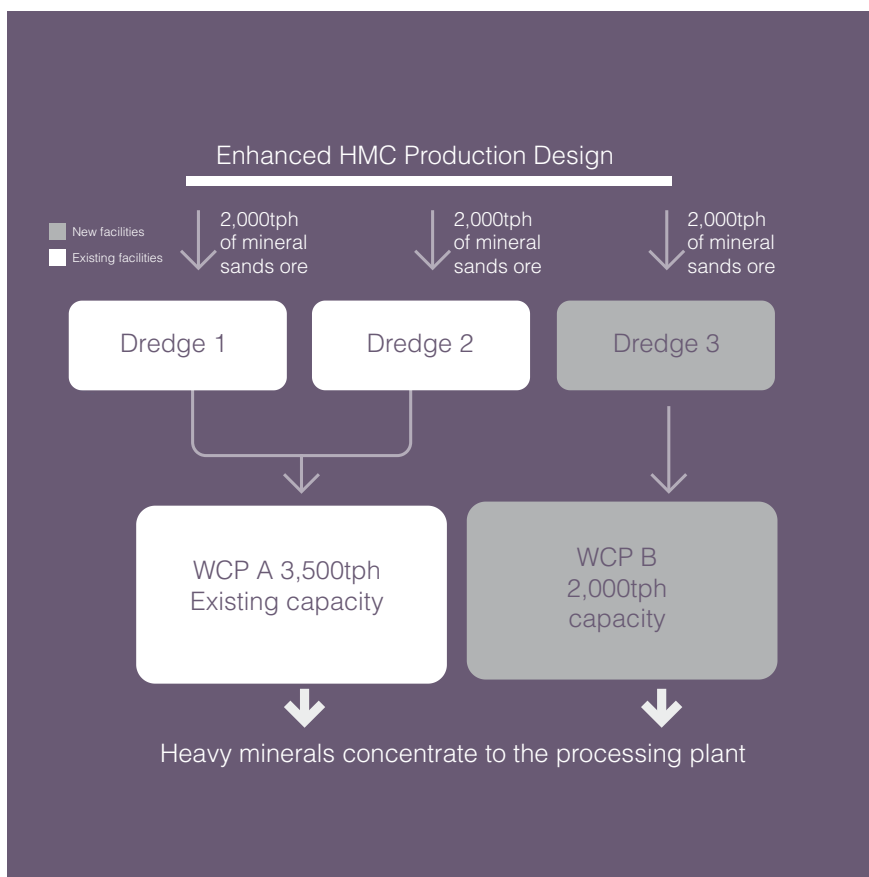 Enhanced HMC Production Design
New facilities
Existing facilities
2,000tph
of mineral
sands ore
2,000tph
of mineral
sands ore
2,000tph
of mineral
sands ore
Dredge 1
Dredge 2
Dredge 3
WCP A 3,500tph
Existing capacity
WCP B
2,000tph
capacity
Heavy minerals concentrate to the processing plant